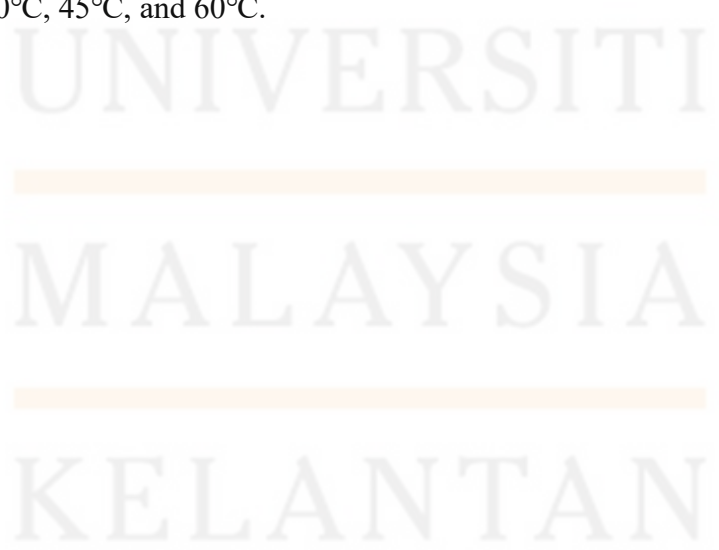 0℃, 45℃, and 60℃.
UNIVERSITI
MALAYSIA
KELANTAN